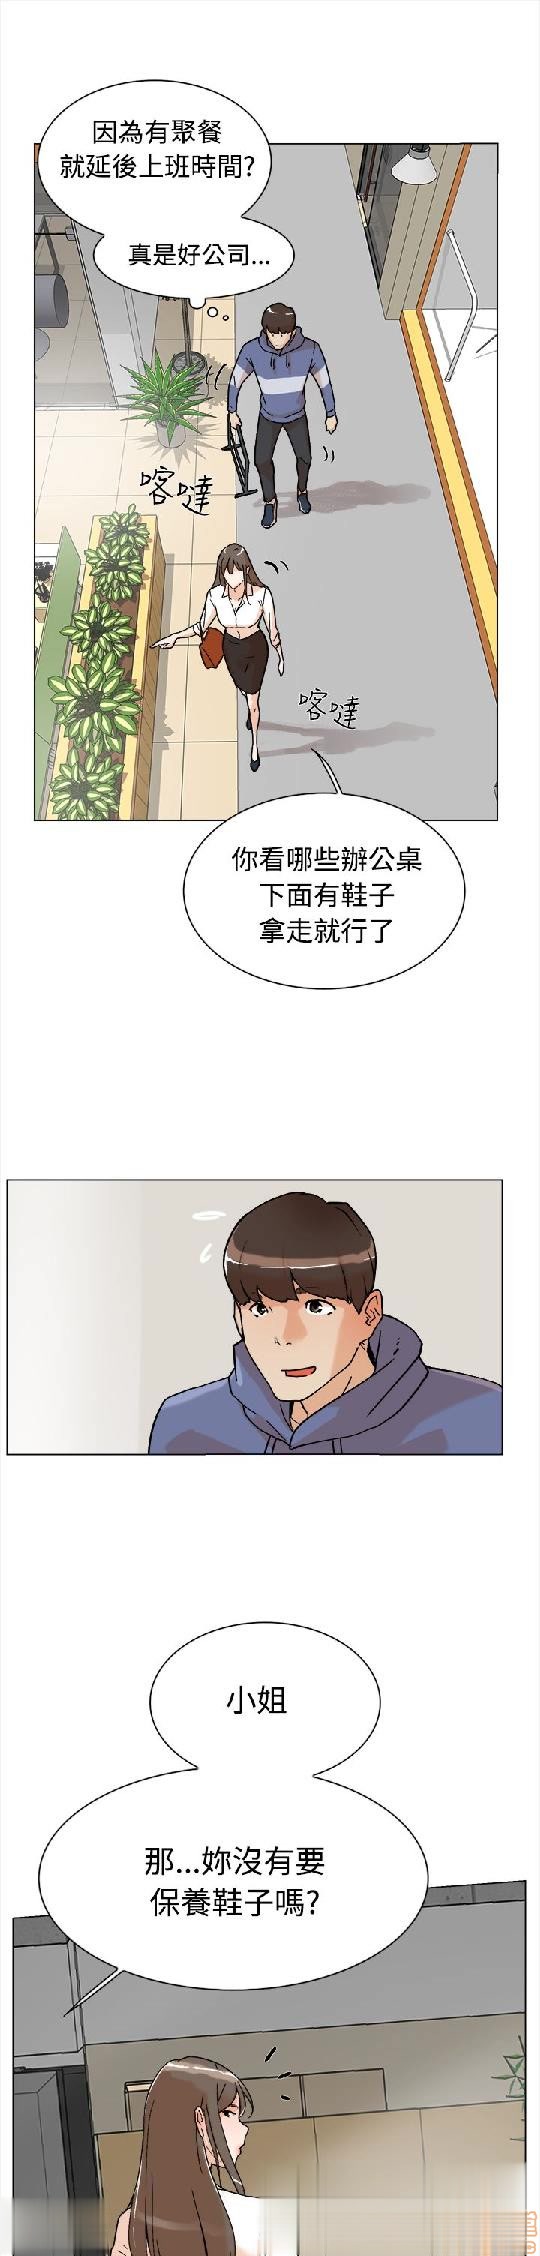 因為有聚餐
就延後上班時間?
真是好公司...
喀噠
喀噠
你看哪些辦公桌
下面有鞋子
拿走就行了
小姐
那...妳沒有要
保養鞋子嗎?